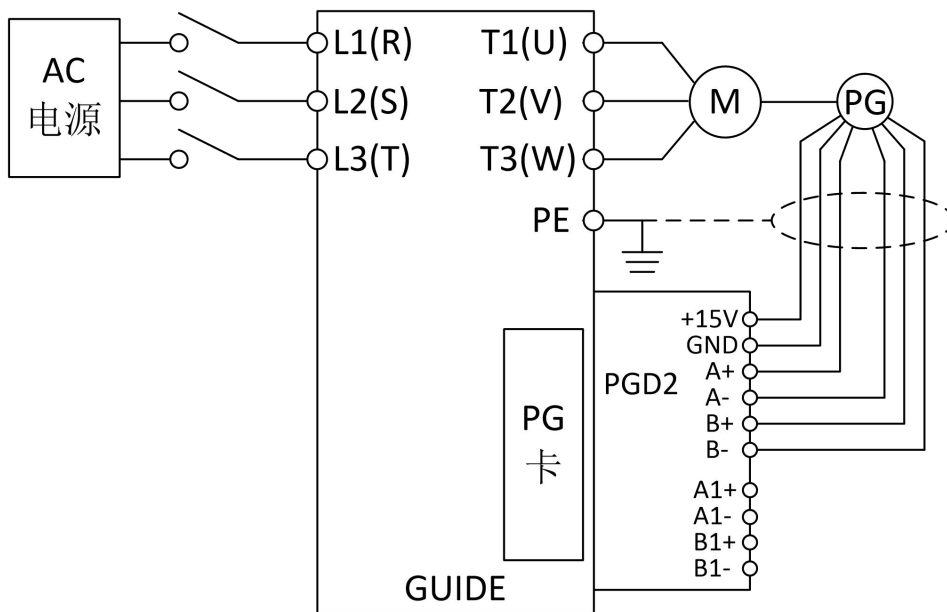 AC
电源
L1(R)
L2(S)
L3(T)
T1(U)
T2(V)
T3(W)
PE
M
PG
PG
卡
PGD2
+15V
GND
A+
A-
B+
B-
A1+
A1-
B1+
B1-
GUIDE